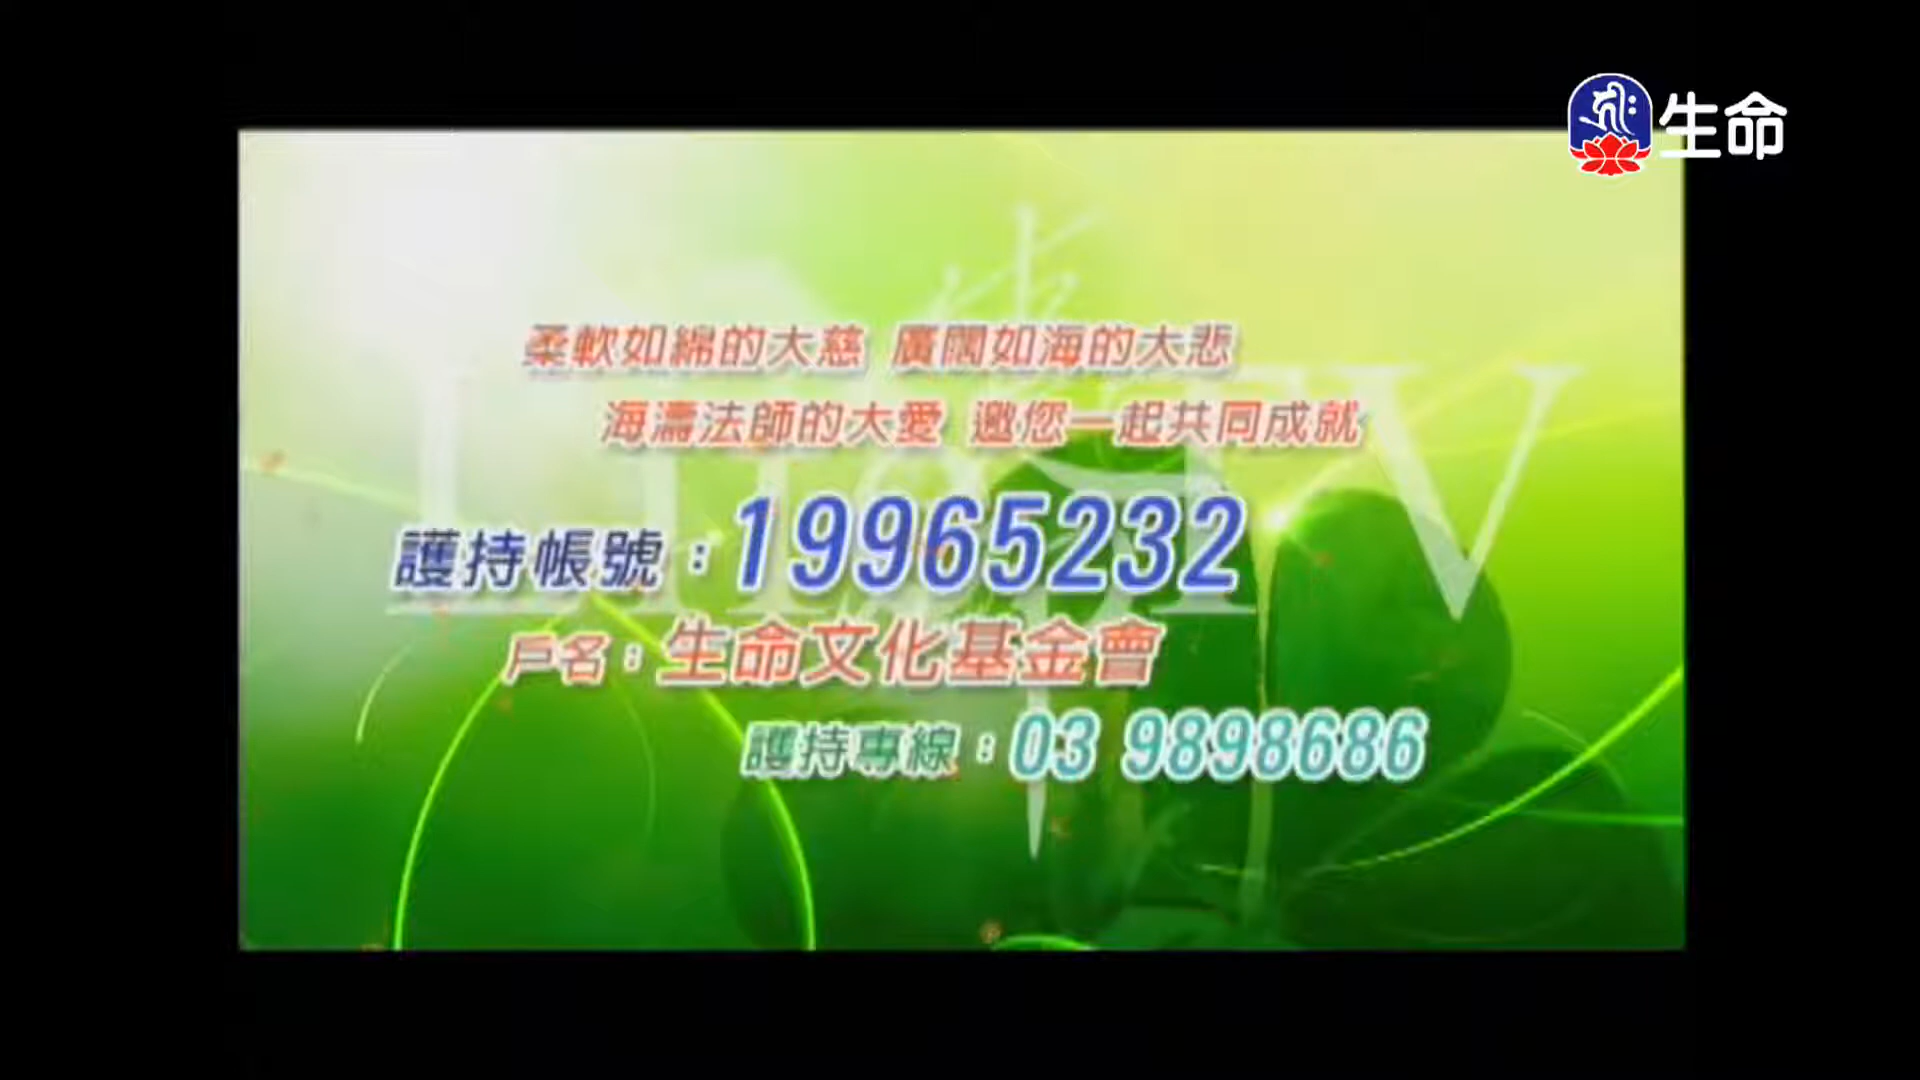 生命
柔軟如綿的大慈 廣闊如海的大悲
海濤法師的大愛 邀您一起共同成就
護持帳號：19965232
戶名：生命文化基金會
護持專線：03 9898686